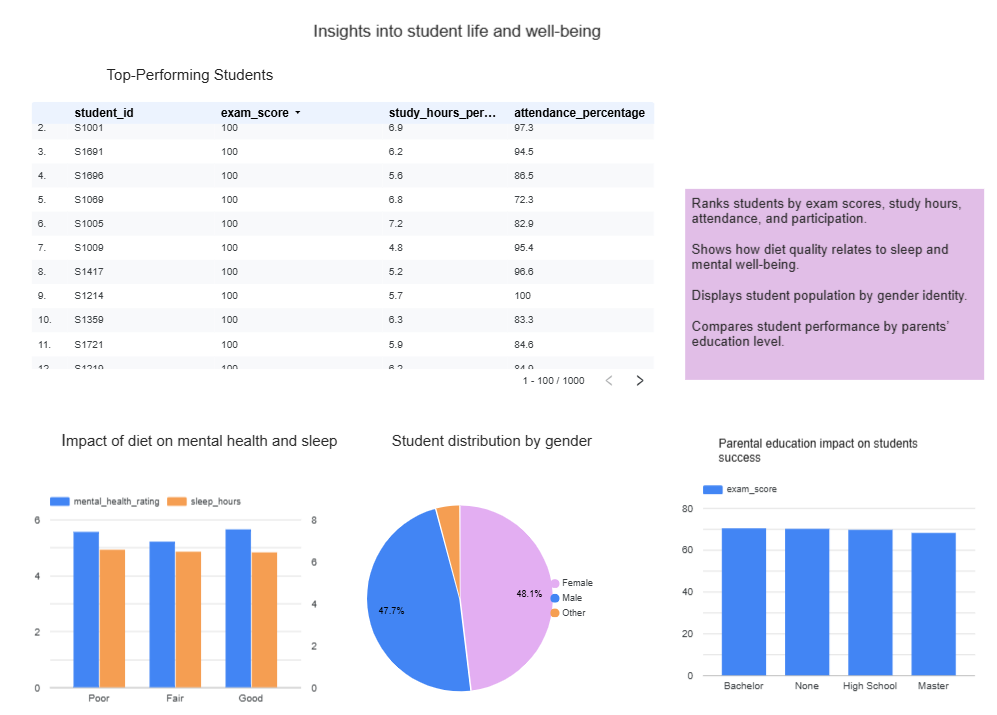 Insights into student life and well-being
Top-Performing Students
student_id exam_score study_hours_per... attendance_percentage
2. S1001 100 6.9 97.3
3. S1691 100 6.2 94.5
4. S1696 100 5.6 86.5
5. S1069 100 6.8 72.3
6. S1005 100 7.2 82.9
7. S1009 100 4.8 95.4
8. S1417 100 5.2 96.6
9. S1214 100 5.7 100
10. S1359 100 6.3 83.3
11. S1721 100 5.9 84.6
12. S1219 100 6.2 84.9
1 - 100 / 1000
Ranks students by exam scores, study hours,
attendance, and participation.
Shows how diet quality relates to sleep and
mental well-being.
Displays student population by gender identity.
Compares student performance by parents’
education level.
Impact of diet on mental health and sleep
mental_health_rating sleep_hours
6 8
6
4
4
2
2
0 0
Poor Fair Good
Student distribution by gender
48.1%
47.7%
Female
Male
Other
Parental education impact on students
success
exam_score
80
60
40
20
0
Bachelor None High School Master